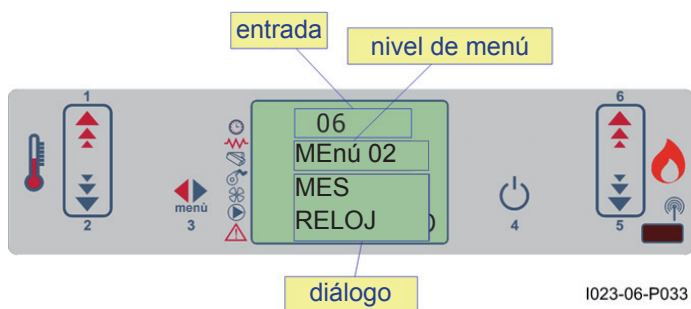 entrada
nivel de menú
1
6
06
MEnú 02
MES
RELOJ
menù
2
3
4
5
diálogo
I023-06-P033